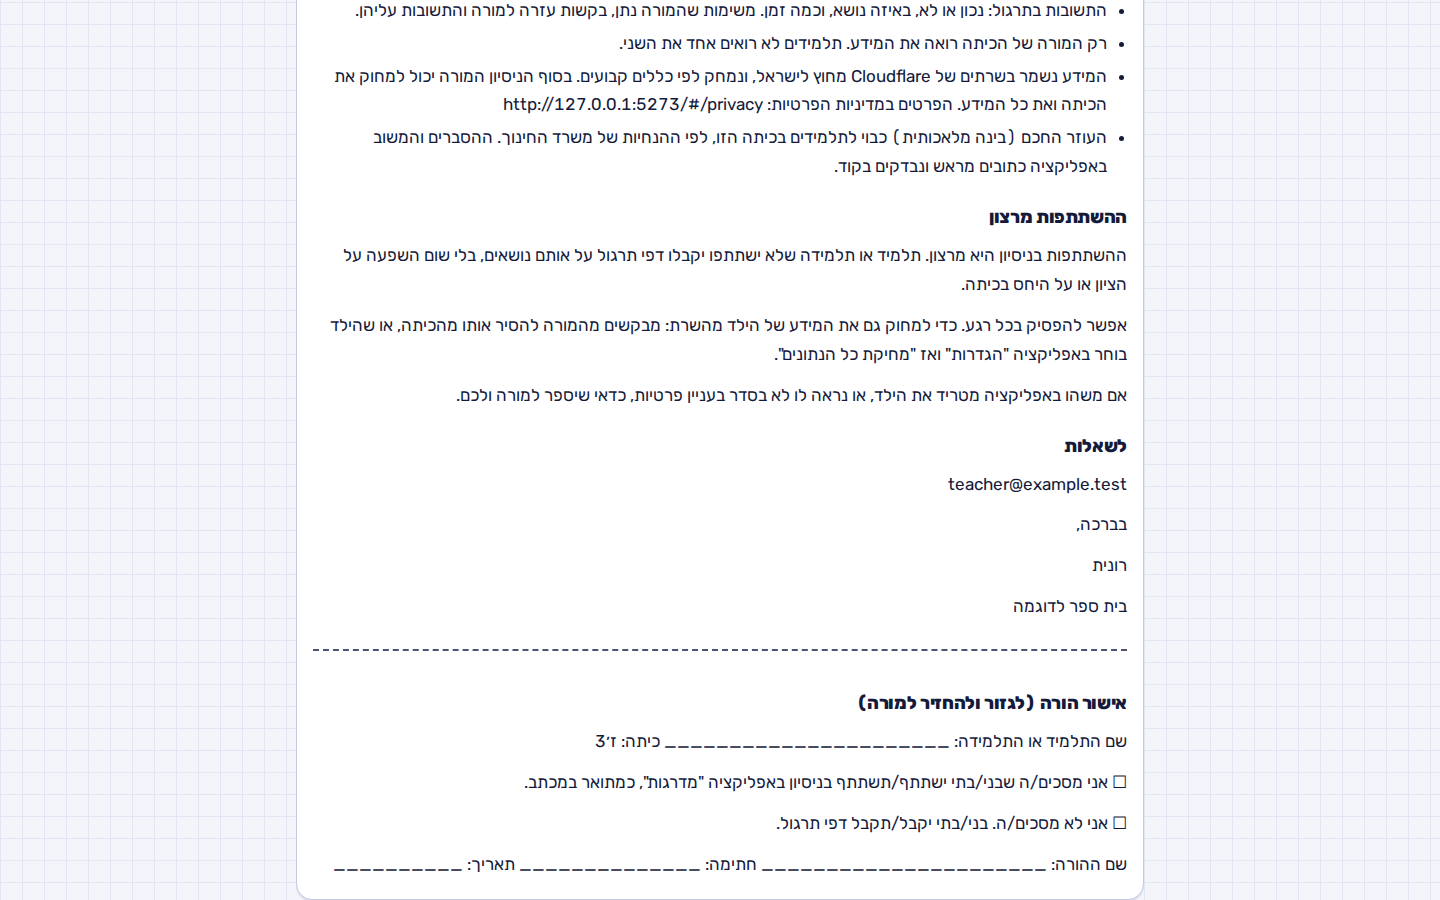 התשובות בתרגול: נכון או לא, באיזה נושא, וכמה זמן. משימות שהמורה נתן, בקשות עזרה למורה והתשובות עליהן.
רק המורה של הכיתה רואה את המידע. תלמידים לא רואים אחד את השני.
המידע נשמר בשרתים של Cloudflare מחוץ לישראל, ונמחק לפי כללים קבועים. בסוף הניסיון המורה יכול למחוק את
הכיתה ואת כל המידע. הפרטים במדיניות הפרטיות: http://127.0.0.1:5273/#/privacy
העוזר החכם (בינה מלאכותית) כבוי לתלמידים בכיתה הזו, לפי ההנחיות של משרד החינוך. ההסברים והמשוב
באפליקציה כתובים מראש ונבדקים בקוד.
ההשתתפות מרצון
ההשתתפות בניסיון היא מרצון. תלמיד או תלמידה שלא ישתתפו יקבלו דפי תרגול על אותם נושאים, בלי שום השפעה על
הציון או על היחס בכיתה.
אפשר להפסיק בכל רגע. כדי למחוק גם את המידע של הילד מהשרת: מבקשים מהמורה להסיר אותו מהכיתה, או שהילד
בוחר באפליקציה "הגדרות" ואז "מחיקת כל הנתונים".
אם משהו באפליקציה מטריד את הילד, או נראה לו לא בסדר בעניין פרטיות, כדאי שיספר למורה ולכם.
לשאלות
teacher@example.test
בברכה,
רונית
בית ספר לדוגמה
אישור הורה (לגזור ולהחזיר למורה)
שם התלמיד או התלמידה: ______________________ כיתה: ז׳3
☐ אני מסכים/ה שבני/בתי ישתתף/תשתתף בניסיון באפליקציה "מדרגות", כמתואר במכתב.
☐ אני לא מסכים/ה. בני/בתי יקבל/תקבל דפי תרגול.
שם ההורה: ______________________ חתימה: ______________ תאריך: __________